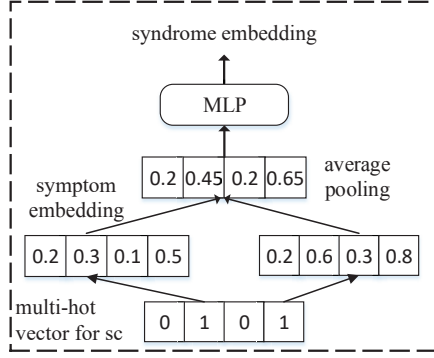 syndrome embedding
MLP
0.2 0.45 0.2 0.65
average
pooling
symptom
embedding
0.2 0.3 0.1 0.5
0.2 0.6 0.3 0.8
multi-hot
vector for sc
0 1 0 1